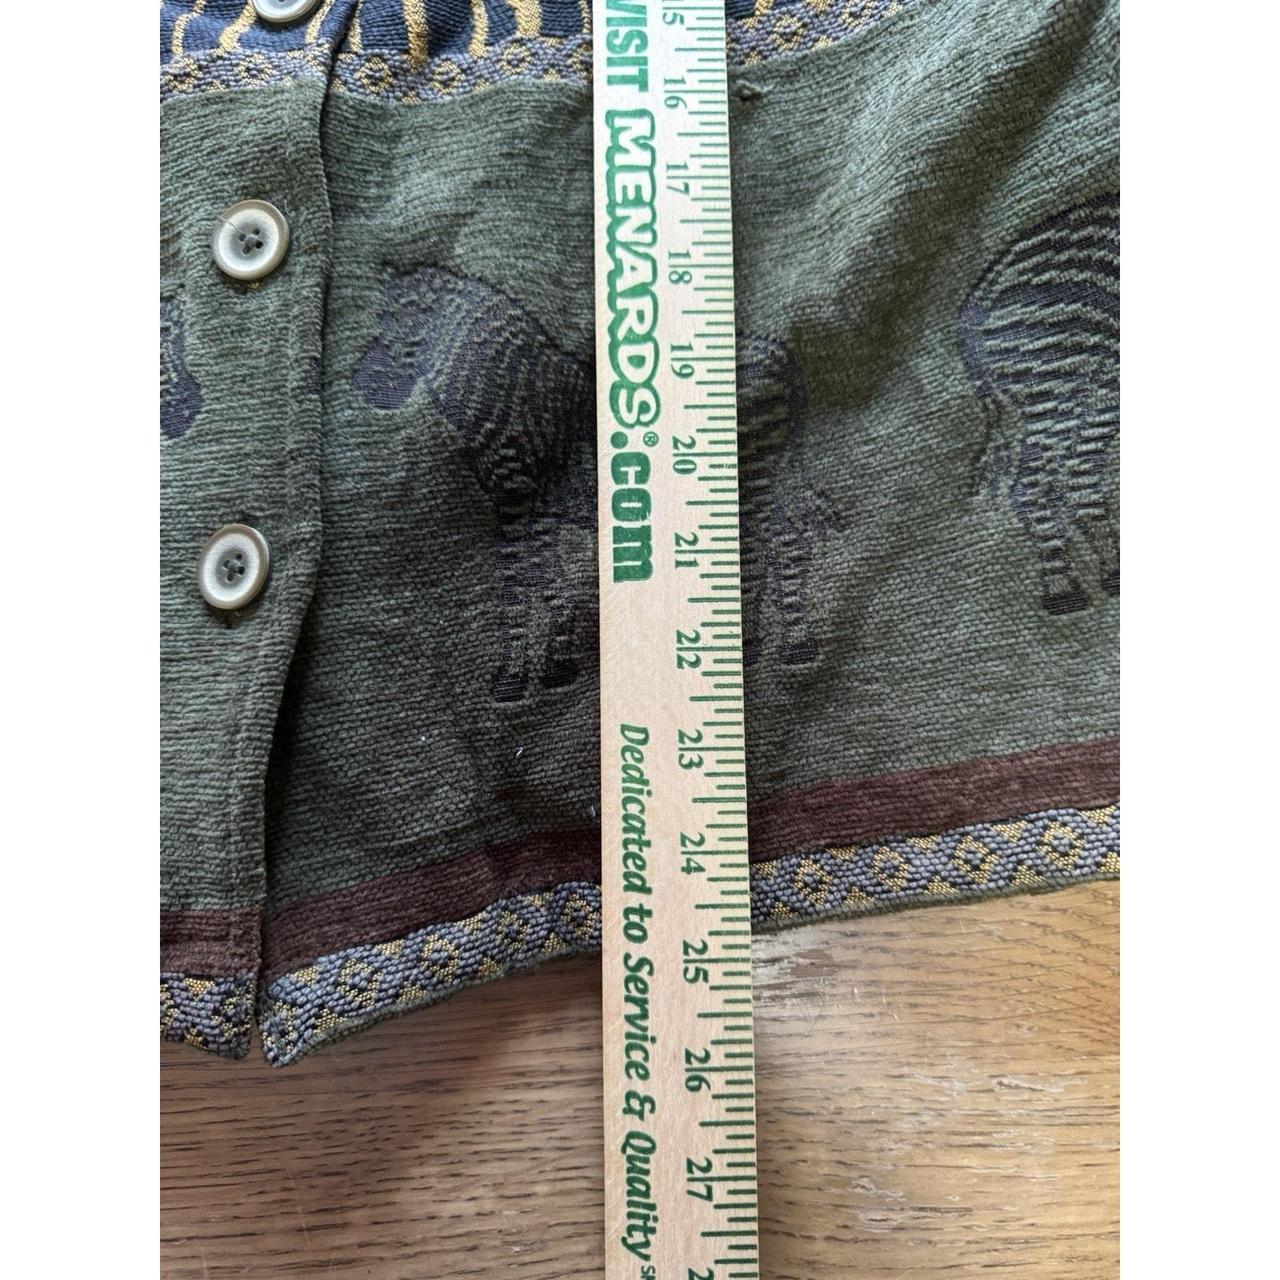 VISIT MENARDS®.com
Dedicated to Service & Quality SM
15 16 17 18 19 20 21 22 23 24 25 26 27